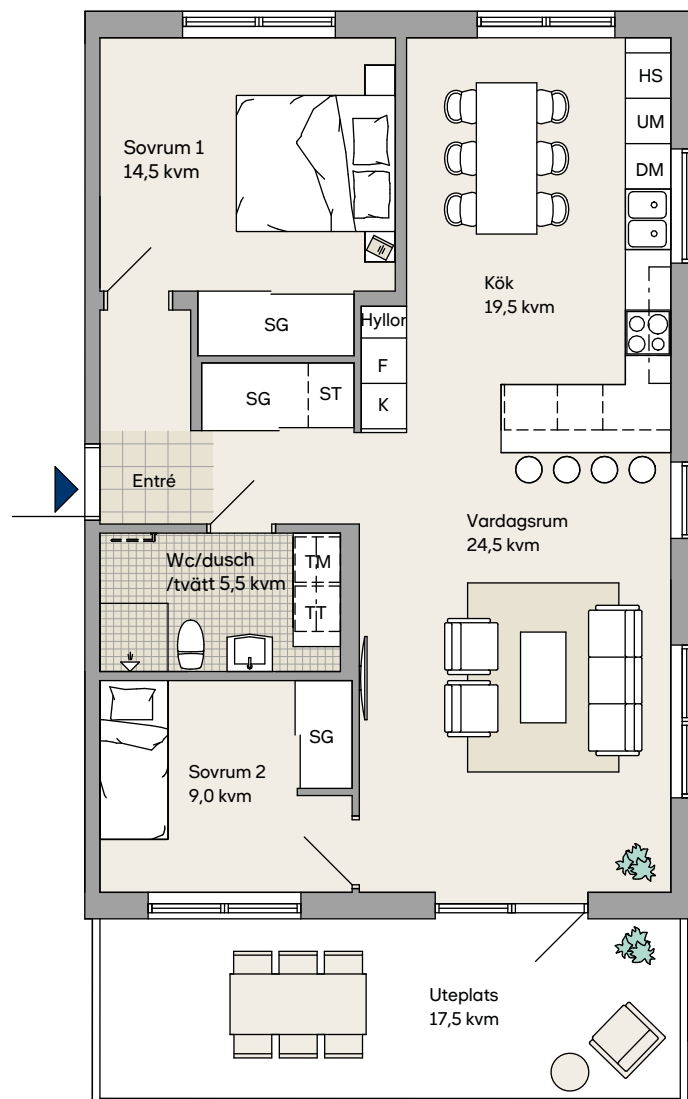 HS
UM
DM
Sovrum 1
14,5 kvm
Kök
19,5 kvm
SG
Hyllor
F
K
SG
ST
Entré
Vardagsrum
24,5 kvm
Wc/dusch
/tvätt 5,5 kvm
TM
TT
SG
Sovrum 2
9,0 kvm
Uteplats
17,5 kvm